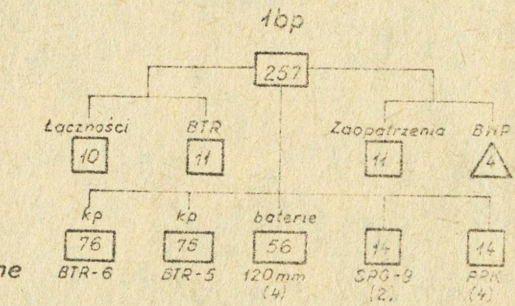 1bp
257
Łączności BTR Zaopatrzenia BWP
10 11 11 4
kp kp baterie
76 75 56 14 14
ne BTR-6 BTR-5 120mm SPG-9 PPK
(4) (2) (4)